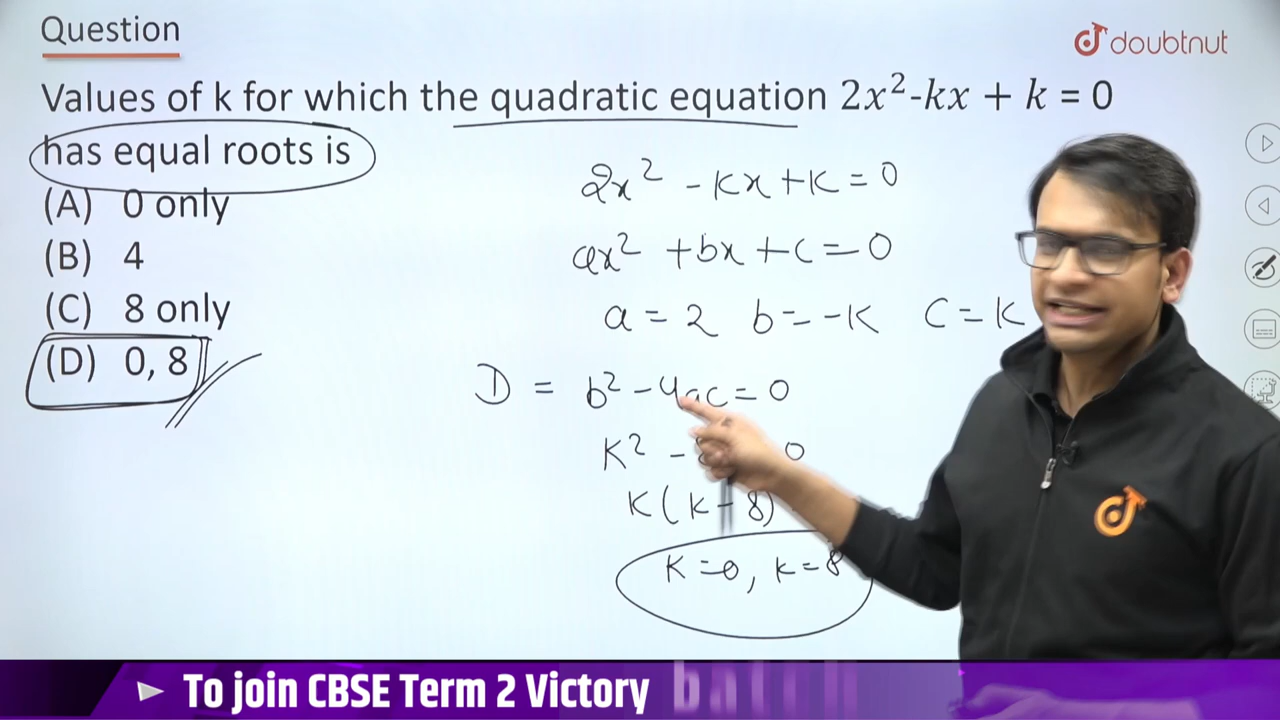 Question
doubtnut
Values of k for which the quadratic equation 2x²-kx + k = 0
has equal roots is
(A) 0 only
(B) 4
(C) 8 only
(D) 0, 8
2x² - kx + k = 0
ax² + bx + c = 0
a = 2 b = -k c = k
D = b² - 4ac = 0
k² - 0
k(k - 8)
k = 0, k = 8
To join CBSE Term 2 Victory